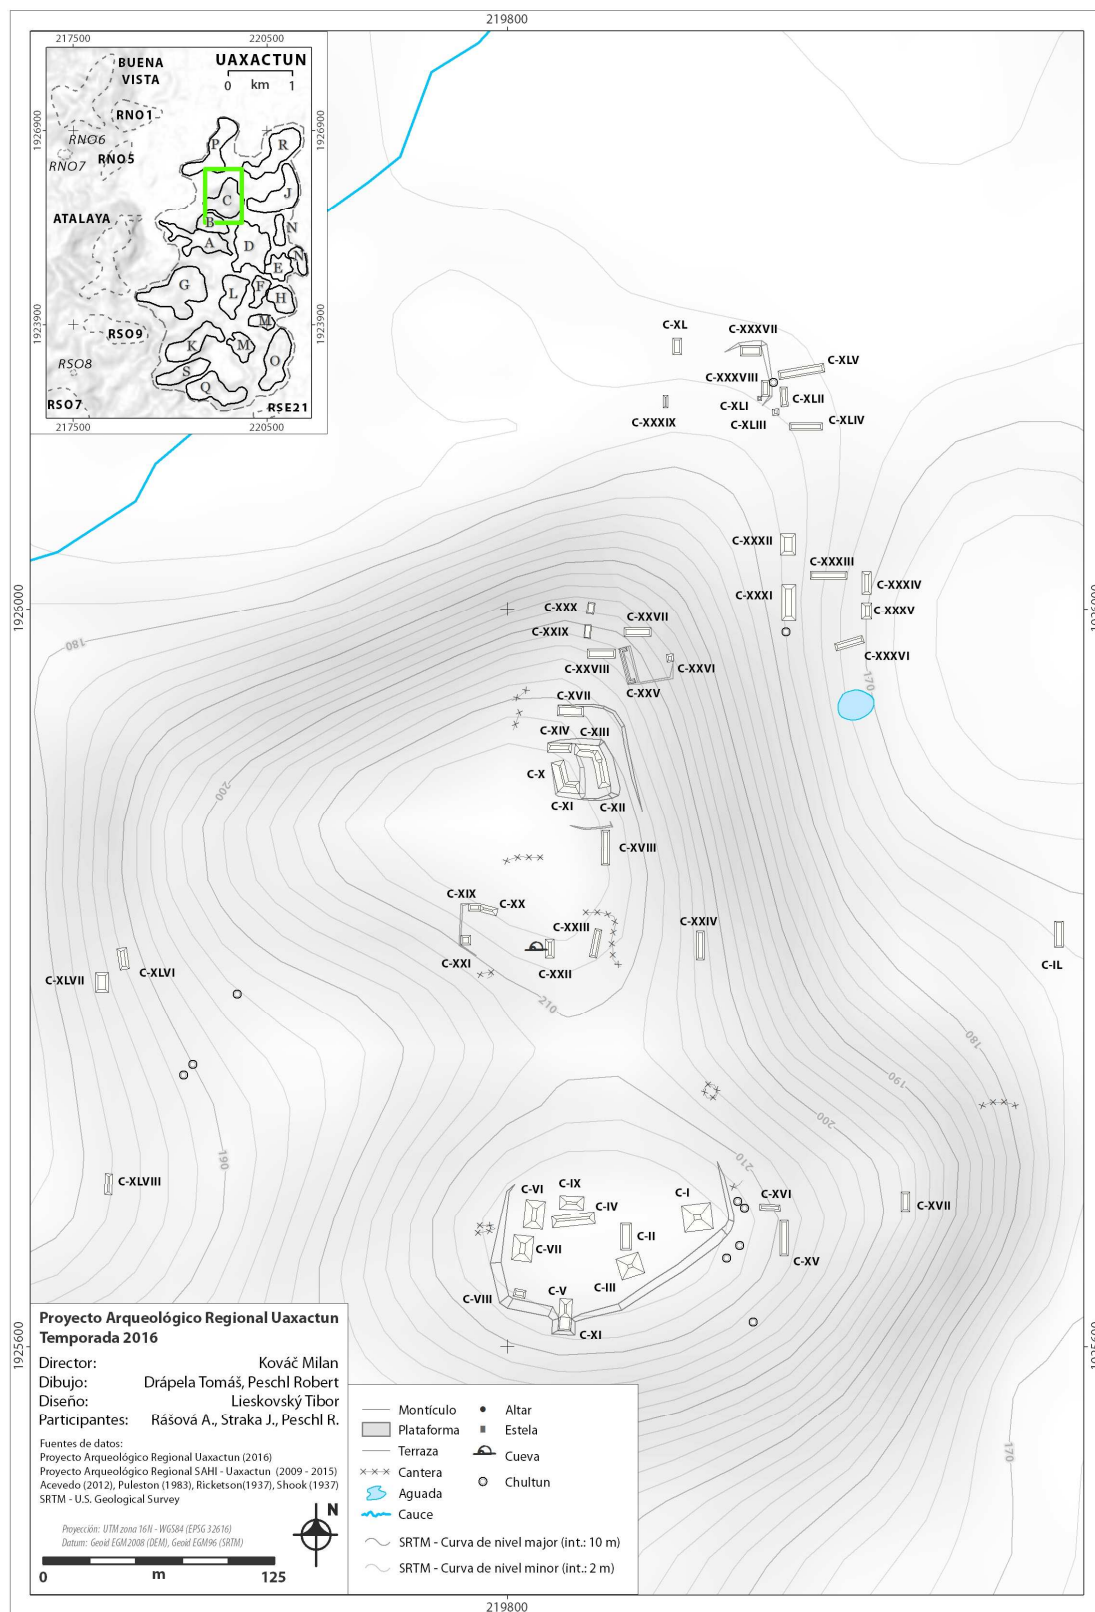 219800
217500
220500
BUENA
VISTA
UAXACTUN
0 km 1
1926900
1926900
RNO1
RNO6
RNO7
RNO5
P
R
C
J
B
N
ATALAYA
A
D
N
E
G
L
F
H
1923900
1923900
RSO9
M
K
M
RSO8
O
S
Q
RSO7
RSE21
217500
220500
C-XL
C-XXXVII
C-XLV
C-XXXVIII
C-XLII
C-XLI
C-XXXIX
C-XLIII
C-XLIV
C-XXXII
C-XXXIII
C-XXXIV
C-XXXI
C-XXXV
C-XXXVI
1925000
1925000
C-XXX
C-XXVII
C-XXIX
C-XXVIII
C-XXVI
C-XXV
180
170
C-XVII
C-XIV
C-XIII
C-X
C-XI
C-XII
200
C-XVIII
C-XIX
C-XX
C-XXIII
C-XXIV
C-XXI
C-XXII
C-IL
C-XLVI
C-XLVII
210
180
190
200
210
190
C-XLVIII
C-IX
C-VI
C-IV
C-I
C-XVI
C-XVII
C-II
C-VII
C-XV
C-III
C-V
C-VIII
C-XI
1925600
1925600
170
Proyecto Arqueológico Regional Uaxactun
Temporada 2016
Director: Kováč Milan
Dibujo: Drápela Tomáš, Peschl Robert
Diseño: Lieskovský Tibor
Participantes: Rášová A., Straka J., Peschl R.
Fuentes de datos:
Proyecto Arqueológico Regional Uaxactun (2016)
Proyecto Arqueológico Regional SAHI - Uaxactun (2009 - 2015)
Acevedo (2012), Puleston (1983), Ricketson(1937), Shook (1937)
SRTM - U.S. Geological Survey
N
Proyección: UTM zona 16N - WGS84 (EPSG 32616)
Datum: Geoid EGM2008 (DEM), Geoid EGM96 (SRTM)
0 m 125
Montículo
Plataforma
Terraza
Cantera
Aguada
Cauce
Altar
Estela
Cueva
Chultun
SRTM - Curva de nivel major (int.: 10 m)
SRTM - Curva de nivel minor (int.: 2 m)
219800